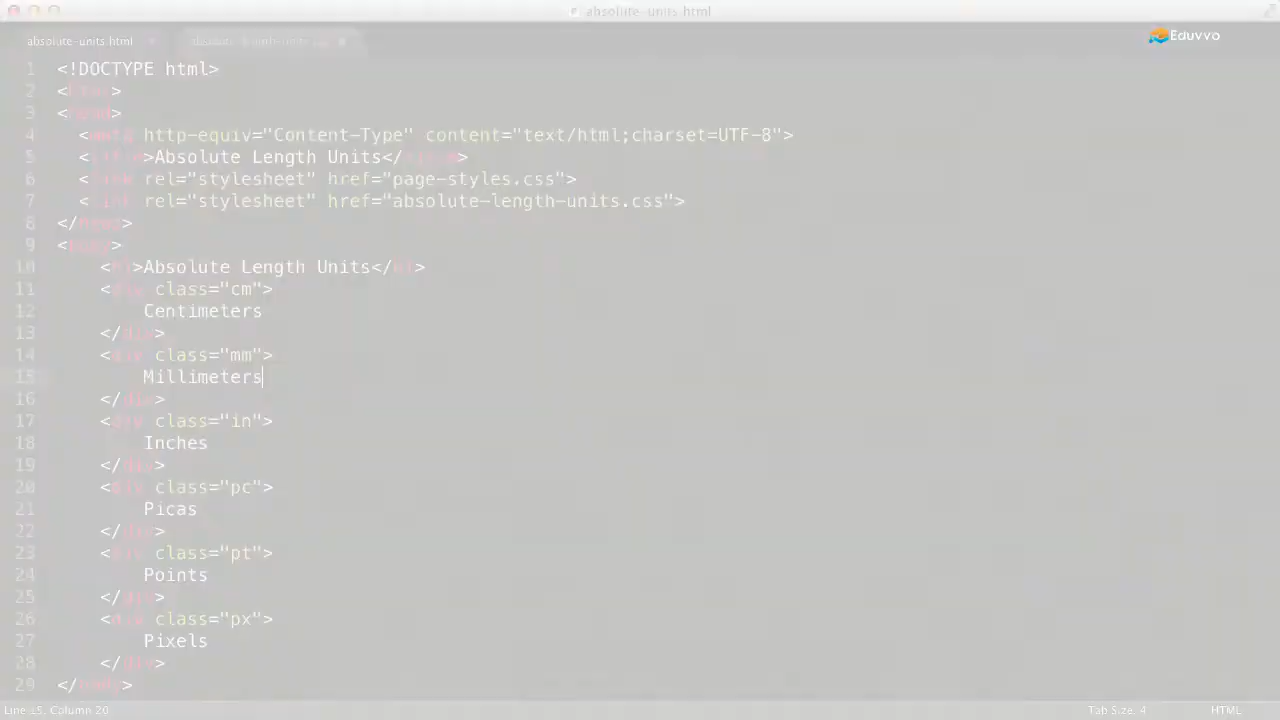 absolute-units.html
absolute-units.html
Eduvvo
1 <!DOCTYPE html>
2 <html>
3 <head>
4 <meta http-equiv="Content-Type" content="text/html;charset=UTF-8">
5 <title>Absolute Length Units</title>
6 <link rel="stylesheet" href="page-styles.css">
7 <link rel="stylesheet" href="absolute-length-units.css">
8 </head>
9 <body>
10 <h1>Absolute Length Units</h1>
11 <div class="cm">
12 Centimeters
13 </div>
14 <div class="mm">
15 Millimeters
16 </div>
17 <div class="in">
18 Inches
19 </div>
20 <div class="pc">
21 Picas
22 </div>
23 <div class="pt">
24 Points
25 </div>
26 <div class="px">
27 Pixels
28 </div>
29 </body>
Line 15, Column 20
Tab Size: 4
HTML